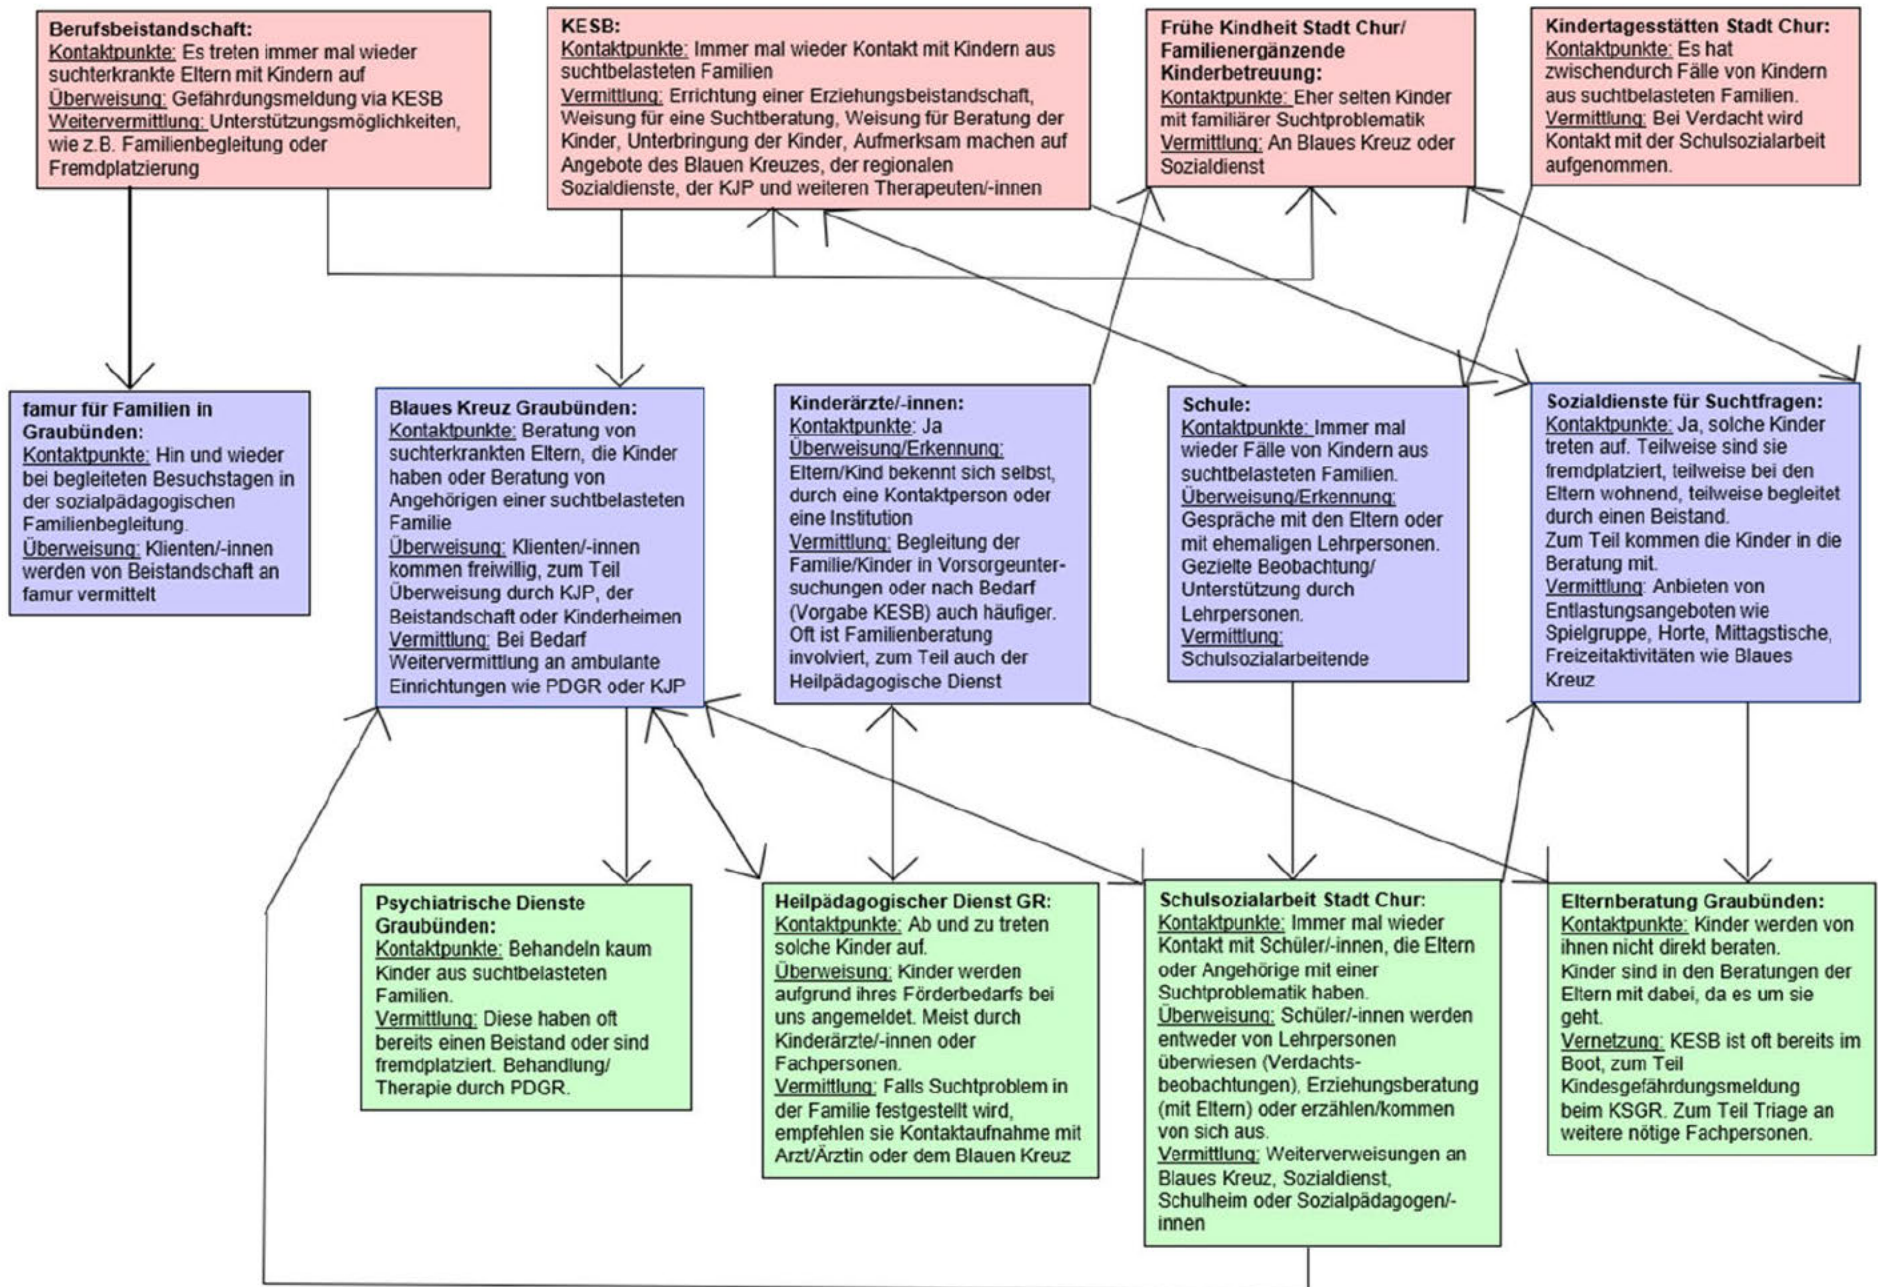 Berufsbeistandschaft:
Kontaktpunkte: Es treten immer mal wieder
suchterkrankte Eltern mit Kindern auf
Überweisung: Gefährdungsmeldung via KESB
Weitervermittlung: Unterstützungsmöglichkeiten,
wie z.B. Familienbegleitung oder
Fremdplatzierung
KESB:
Kontaktpunkte: Immer mal wieder Kontakt mit Kindern aus
suchtbelasteten Familien
Vermittlung: Errichtung einer Erziehungsbeistandschaft,
Weisung für eine Suchtberatung, Weisung für Beratung der
Kinder, Unterbringung der Kinder, Aufmerksam machen auf
Angebote des Blauen Kreuzes, der regionalen
Sozialdienste, der KJP und weiteren Therapeuten/-innen
Frühe Kindheit Stadt Chur/
Familienergänzende
Kinderbetreuung:
Kontaktpunkte: Eher selten Kinder
mit familiärer Suchtproblematik
Vermittlung: An Blaues Kreuz oder
Sozialdienst
Kindertagesstätten Stadt Chur:
Kontaktpunkte: Es hat
zwischendurch Fälle von Kindern
aus suchtbelasteten Familien.
Vermittlung: Bei Verdacht wird
Kontakt mit der Schulsozialarbeit
aufgenommen.
famur für Familien in
Graubünden:
Kontaktpunkte: Hin und wieder
bei begleiteten Besuchstagen in
der sozialpädagogischen
Familienbegleitung.
Überweisung: Klienten/-innen
werden von Beistandschaft an
famur vermittelt
Blaues Kreuz Graubünden:
Kontaktpunkte: Beratung von
suchterkrankten Eltern, die Kinder
haben oder Beratung von
Angehörigen einer suchtbelasteten
Familie
Überweisung: Klienten/-innen
kommen freiwillig, zum Teil
Überweisung durch KJP, der
Beistandschaft oder Kinderheimen
Vermittlung: Bei Bedarf
Weitervermittlung an ambulante
Einrichtungen wie PDGR oder KJP
Kinderärzte/-innen:
Kontaktpunkte: Ja
Überweisung/Erkennung:
Eltern/Kind bekennt sich selbst,
durch eine Kontaktperson oder
eine Institution
Vermittlung: Begleitung der
Familie/Kinder in Vorsorgeunter-
suchungen oder nach Bedarf
(Vorgabe KESB) auch häufiger.
Oft ist Familienberatung
involviert, zum Teil auch der
Heilpädagogische Dienst
Schule:
Kontaktpunkte: Immer mal
wieder Fälle von Kindern aus
suchtbelasteten Familien.
Überweisung/Erkennung:
Gespräche mit den Eltern oder
mit ehemaligen Lehrpersonen.
Gezielte Beobachtung/
Unterstützung durch
Lehrpersonen.
Vermittlung:
Schulsozialarbeitende
Sozialdienste für Suchtfragen:
Kontaktpunkte: Ja, solche Kinder
treten auf. Teilweise sind sie
fremdplatziert, teilweise bei den
Eltern wohnend, teilweise begleitet
durch einen Beistand.
Zum Teil kommen die Kinder in die
Beratung mit.
Vermittlung: Anbieten von
Entlastungsangeboten wie
Spielgruppe, Horte, Mittagstische,
Freizeitaktivitäten wie Blaues
Kreuz
Psychiatrische Dienste
Graubünden:
Kontaktpunkte: Behandeln kaum
Kinder aus suchtbelasteten
Familien.
Vermittlung: Diese haben oft
bereits einen Beistand oder sind
fremdplatziert. Behandlung/
Therapie durch PDGR.
Heilpädagogischer Dienst GR:
Kontaktpunkte: Ab und zu treten
solche Kinder auf.
Überweisung: Kinder werden
aufgrund ihres Förderbedarfs bei
uns angemeldet. Meist durch
Kinderärzte/-innen oder
Fachpersonen.
Vermittlung: Falls Suchtproblem in
der Familie festgestellt wird,
empfehlen sie Kontaktaufnahme mit
Arzt/Ärztin oder dem Blauen Kreuz
Schulsozialarbeit Stadt Chur:
Kontaktpunkte: Immer mal wieder
Kontakt mit Schüler/-innen, die Eltern
oder Angehörige mit einer
Suchtproblematik haben.
Überweisung: Schüler/-innen werden
entweder von Lehrpersonen
überwiesen (Verdachts-
beobachtungen), Erziehungsberatung
(mit Eltern) oder erzählen/kommen
von sich aus.
Vermittlung: Weiterverweisungen an
Blaues Kreuz, Sozialdienst,
Schulheim oder Sozialpädagogen/-
innen
Elternberatung Graubünden:
Kontaktpunkte: Kinder werden von
ihnen nicht direkt beraten.
Kinder sind in den Beratungen der
Eltern mit dabei, da es um sie
geht.
Vernetzung: KESB ist oft bereits im
Boot, zum Teil
Kindesgefährdungsmeldung
beim KSGR. Zum Teil Triage an
weitere nötige Fachpersonen.